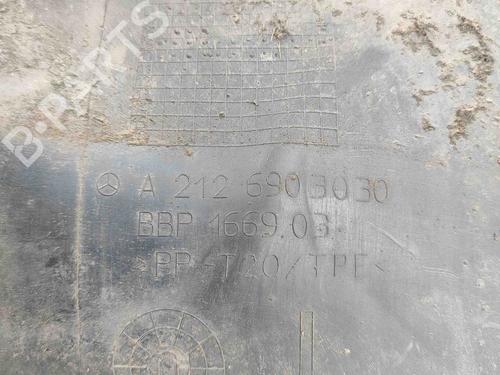 B-PARTS
A 212 690 30 30
BBP 1669.03
>PP-T20/TPE<